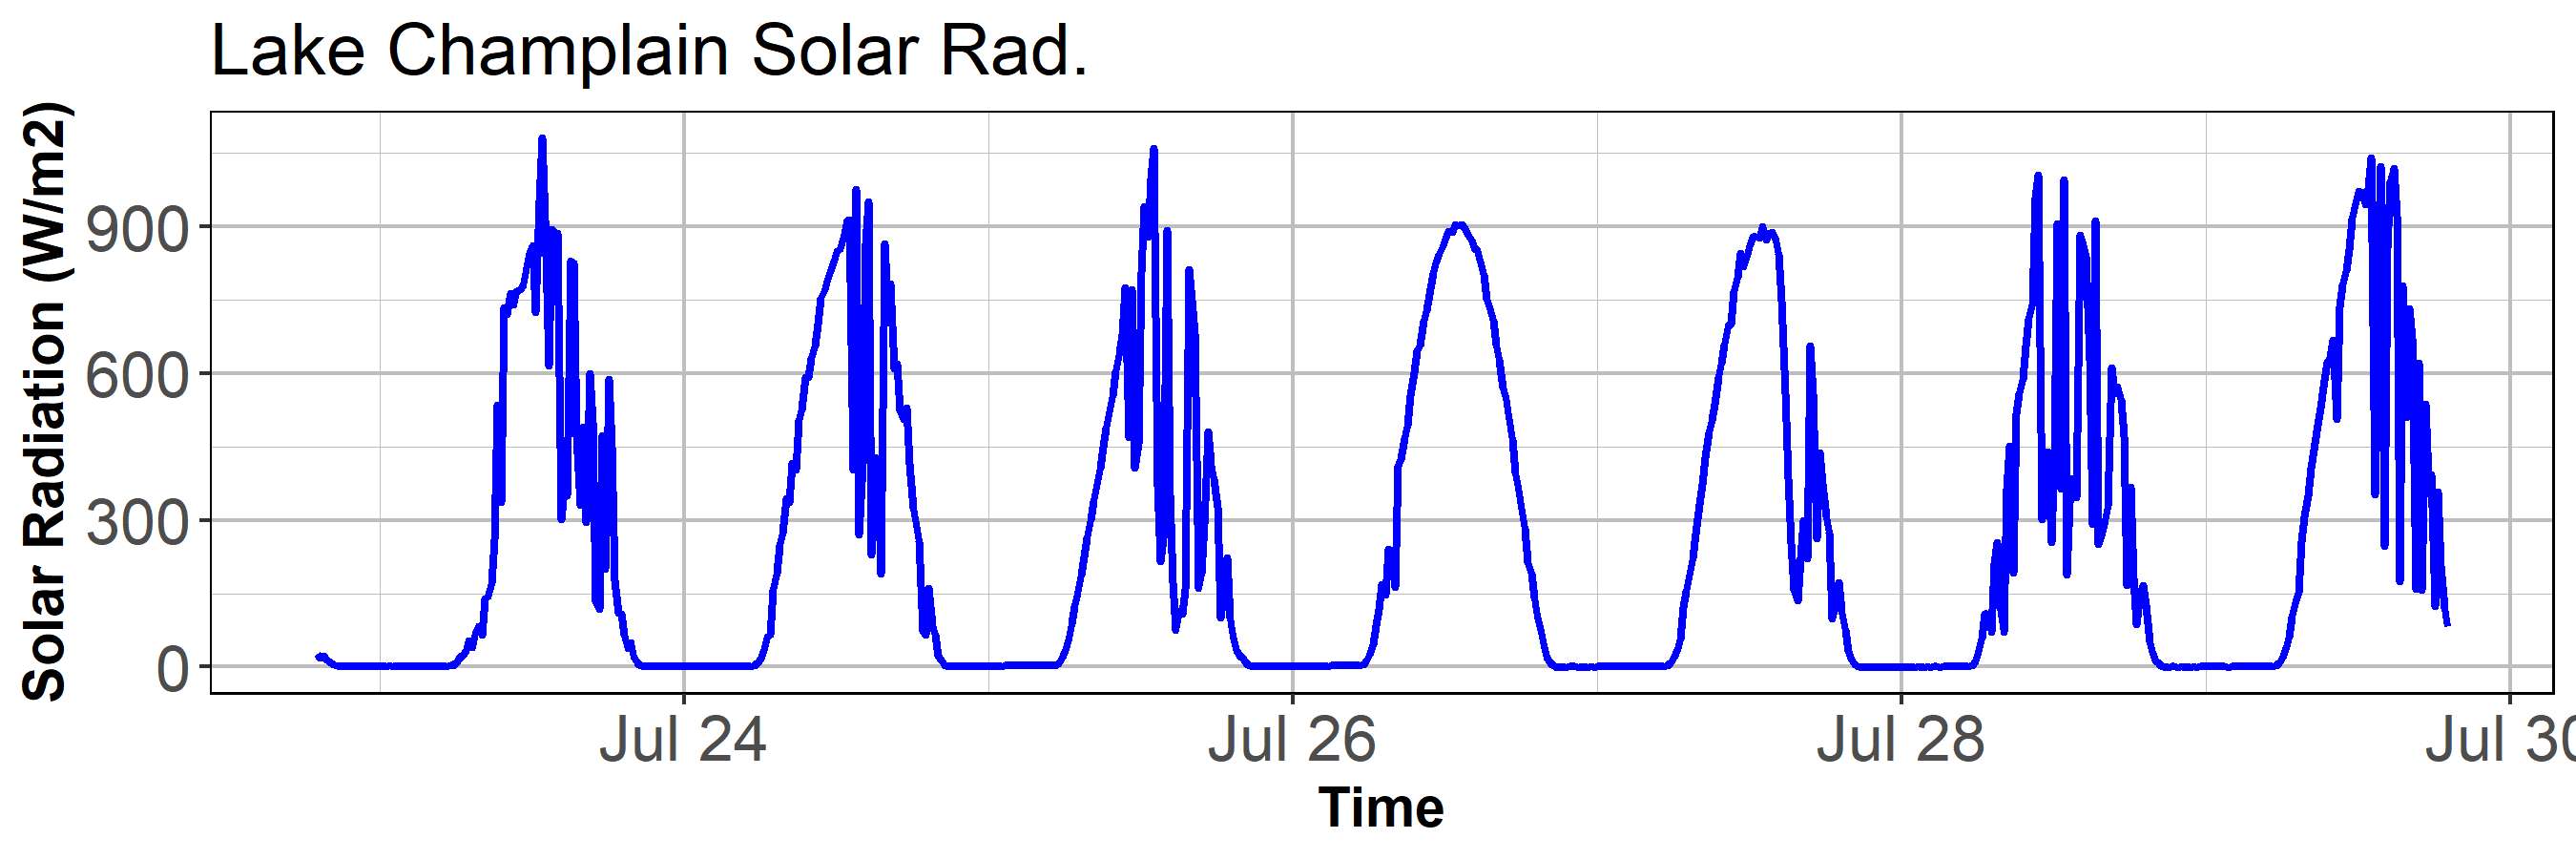 Lake Champlain Solar Rad.
Solar Radiation (W/m2)
900
600
300
0
Jul 24 Jul 26 Jul 28 Jul 30
Time